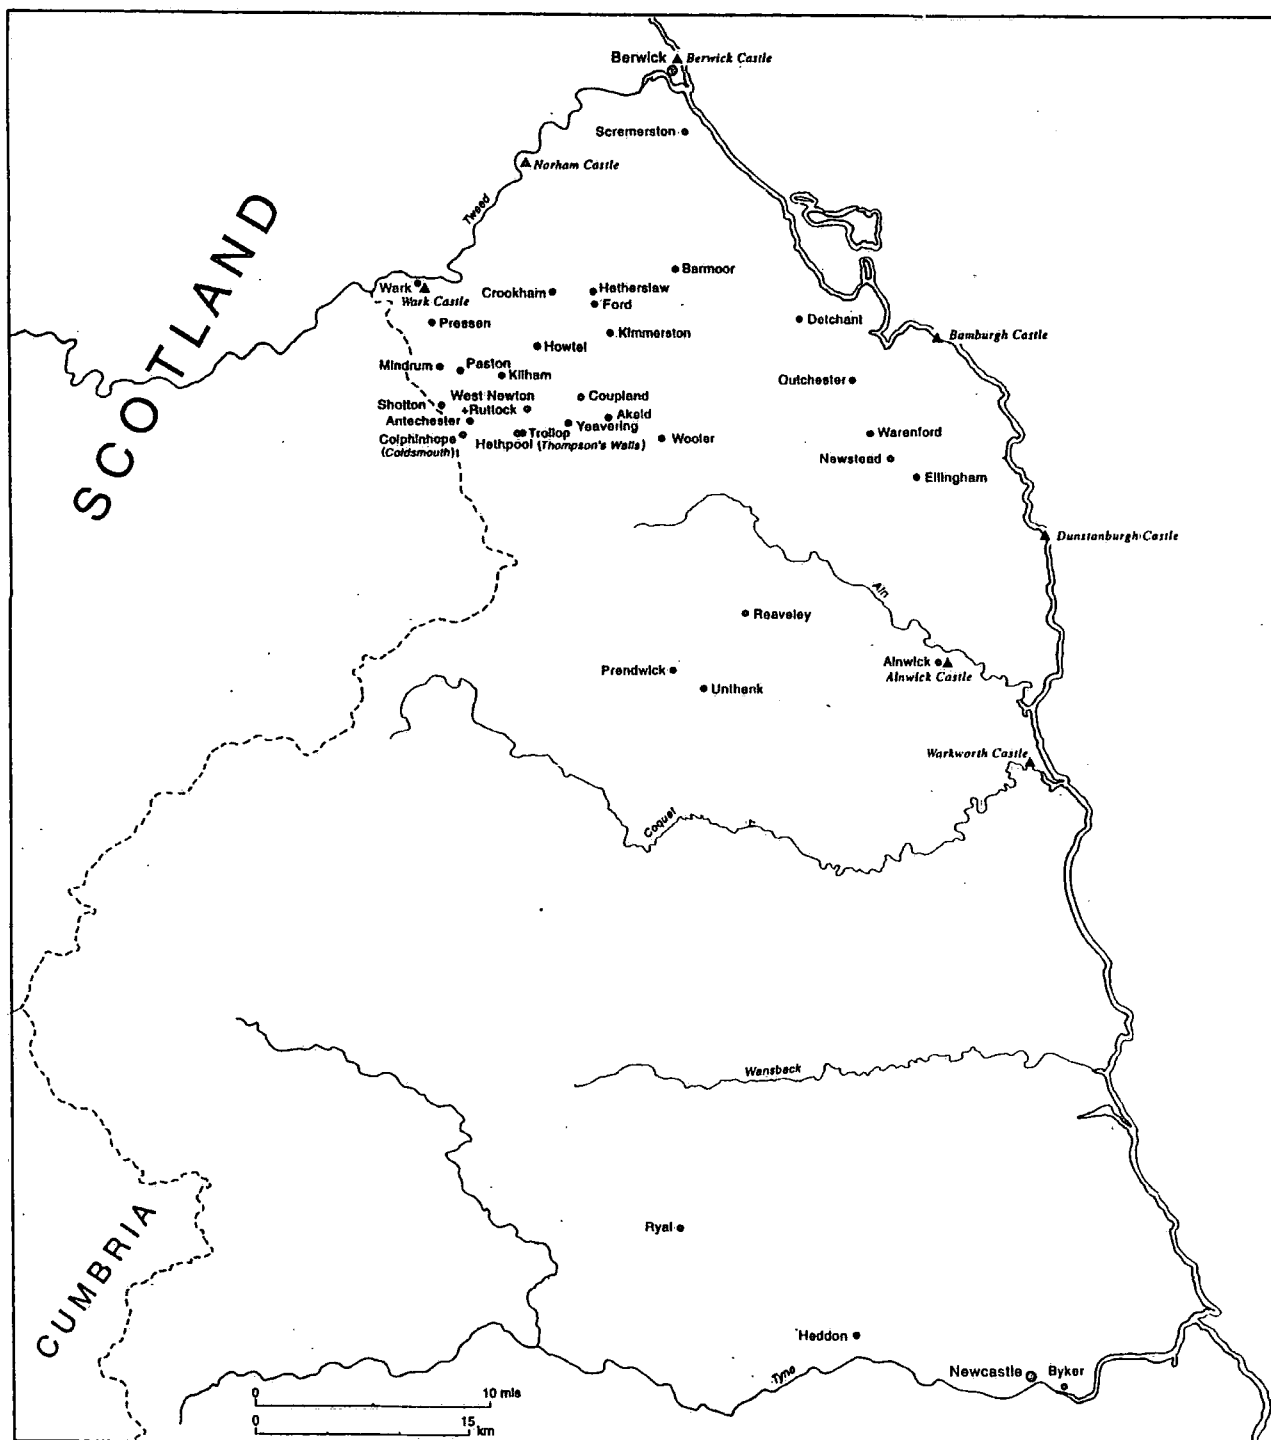 Berwick
Berwick Castle
Scremerston
Norham Castle
Tweed
SCOTLAND
Barmoor
Wark
Wark Castle
Crookham
Hetherslaw
Ford
Pressen
Detchant
Kimmerston
Bamburgh Castle
Howtel
Mindrum
Paston
Kilham
Outchester
West Newton
Coupland
Shotton
+Ruttock
Akeld
Antechester
Yeavering
Colphinhope
(Coldsmouth)
Trollop
Hethpool (Thompson's Walls)
Wooler
Warenford
Newstead
Ellingham
Dunstanburgh Castle
Aln
Reaveley
Prendwick
Alnwick
Alnwick Castle
Unthank
Warkworth Castle
Coquet
Wansback
CUMBRIA
Ryal
Heddon
Tyne
Newcastle
Byker
0 10 mls
0 15 km